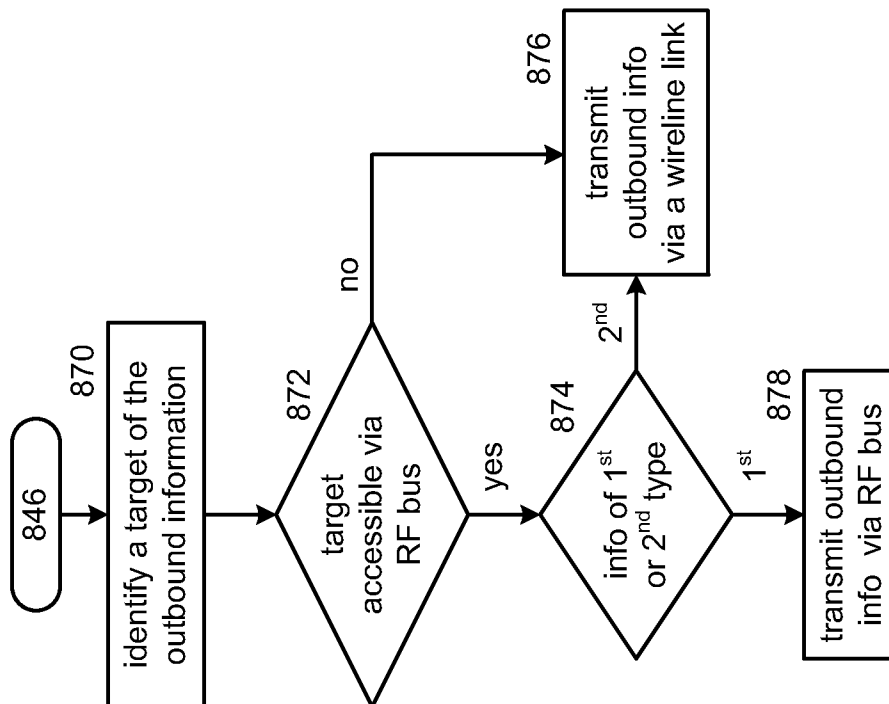 846
870
identify a target of the
outbound information
872
target
accessible via
RF bus
no
yes
874
info of 1st
or 2nd type
2nd
876
transmit
outbound info
via a wireline link
1st
878
transmit outbound
info via RF bus